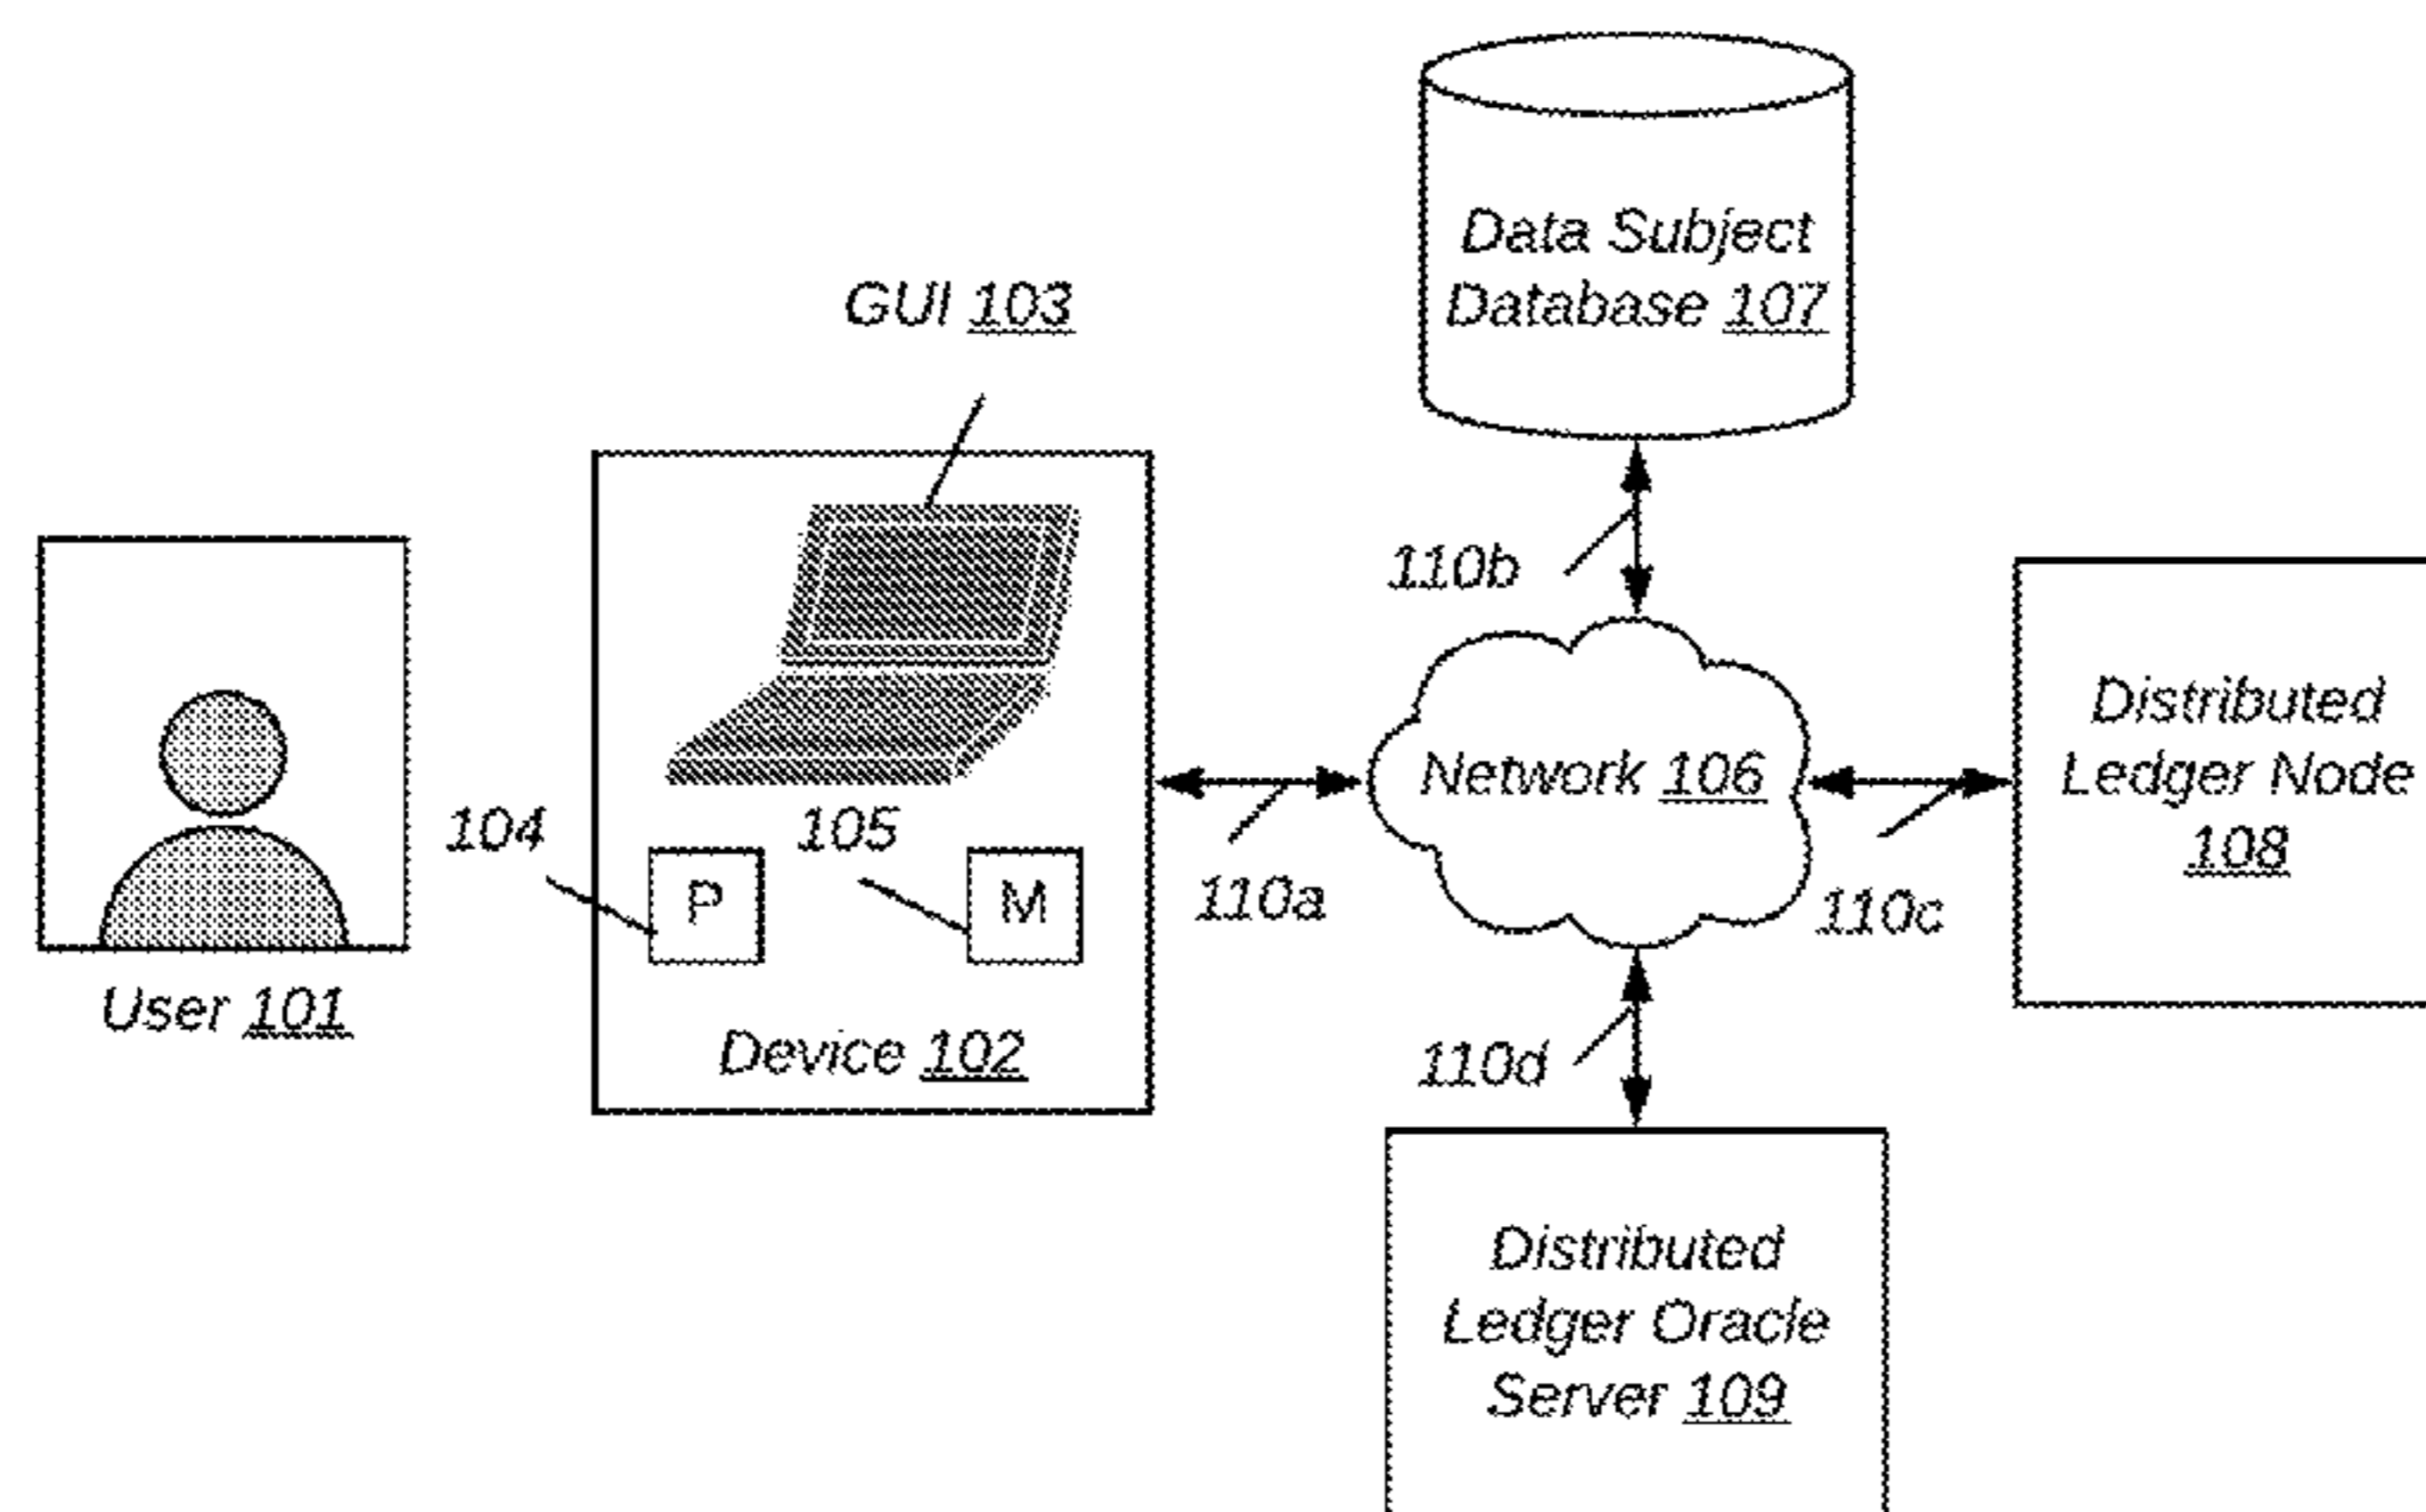 Data Subject
Database 107
GUI 103
110b
Distributed
Ledger Node
108
Network 106
104
105
P
M
110a
110c
User 101
Device 102
110d
Distributed
Ledger Oracle
Server 109